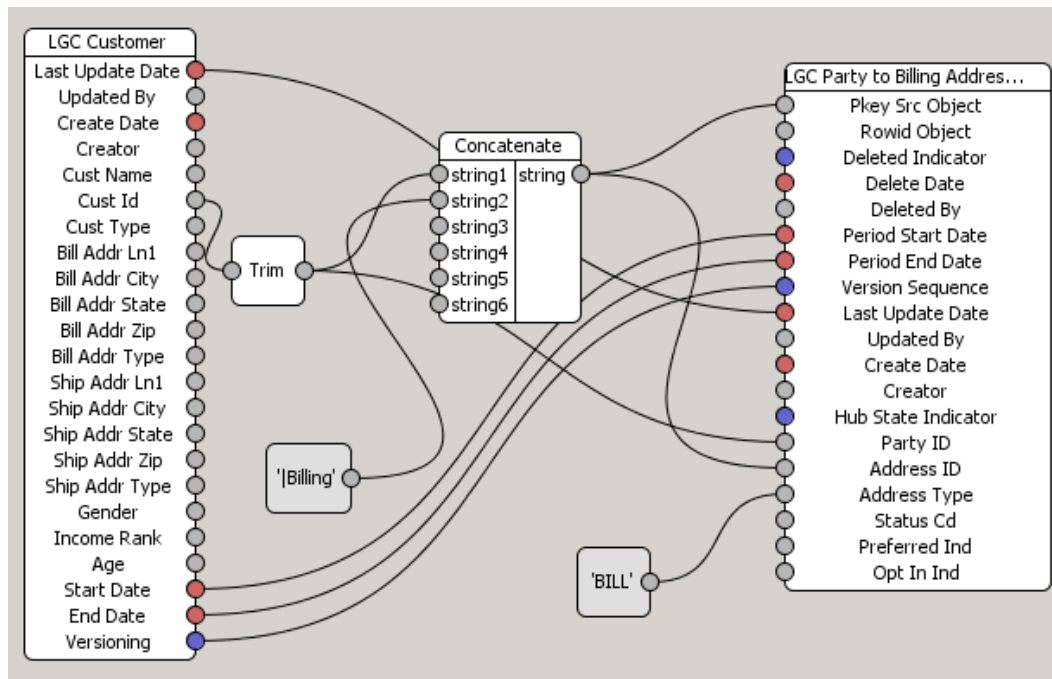 LGC Customer
Last Update Date
Updated By
Create Date
Creator
Cust Name
Cust Id
Cust Type
Bill Addr Ln1
Bill Addr City
Bill Addr State
Bill Addr Zip
Bill Addr Type
Ship Addr Ln1
Ship Addr City
Ship Addr State
Ship Addr Zip
Ship Addr Type
Gender
Income Rank
Age
Start Date
End Date
Versioning
Trim
'|Billing'
Concatenate
string1 string
string2
string3
string4
string5
string6
'BILL'
LGC Party to Billing Addres...
Pkey Src Object
Rowid Object
Deleted Indicator
Delete Date
Deleted By
Period Start Date
Period End Date
Version Sequence
Last Update Date
Updated By
Create Date
Creator
Hub State Indicator
Party ID
Address ID
Address Type
Status Cd
Preferred Ind
Opt In Ind